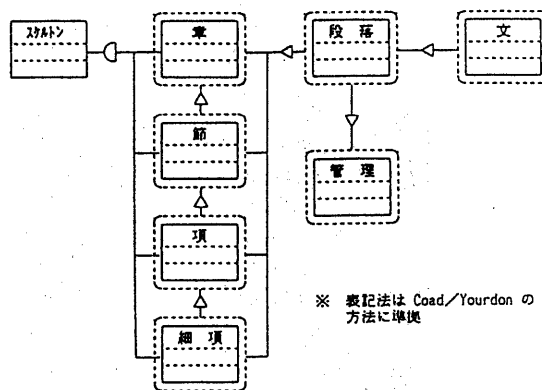 スケルトン
章
段落
文
節
管理
項
細項
※ 表記法は Coad／Yourdon の
方法に準拠